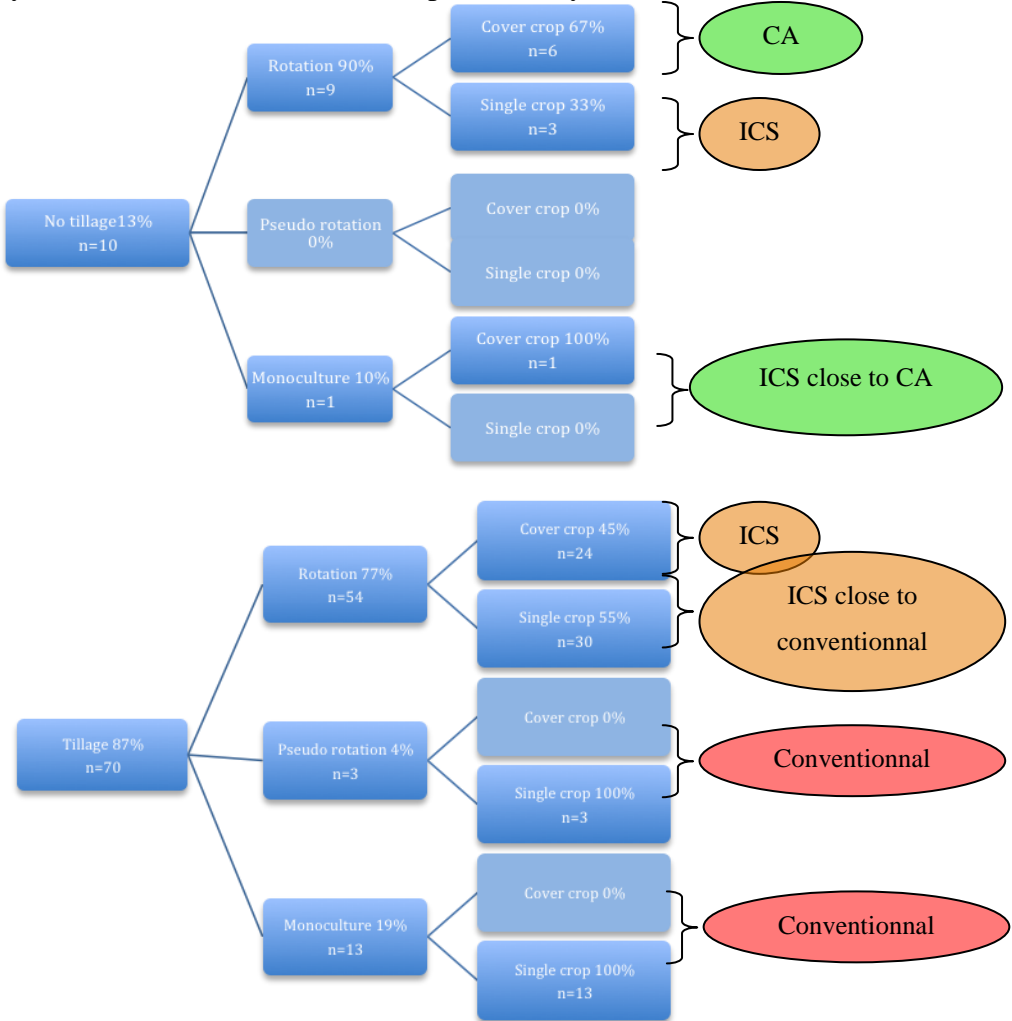 Cover crop 67%
n=6
CA
Rotation 90%
n=9
Single crop 33%
n=3
ICS
No tillage13%
n=10
Pseudo rotation
0%
Cover crop 0%
Single crop 0%
Monoculture 10%
n=1
Cover crop 100%
n=1
ICS close to CA
Single crop 0%
Cover crop 45%
n=24
ICS
Rotation 77%
n=54
Single crop 55%
n=30
ICS close to
conventionnal
Tillage 87%
n=70
Pseudo rotation 4%
n=3
Cover crop 0%
Conventionnal
Single crop 100%
n=3
Monoculture 19%
n=13
Cover crop 0%
Conventionnal
Single crop 100%
n=13